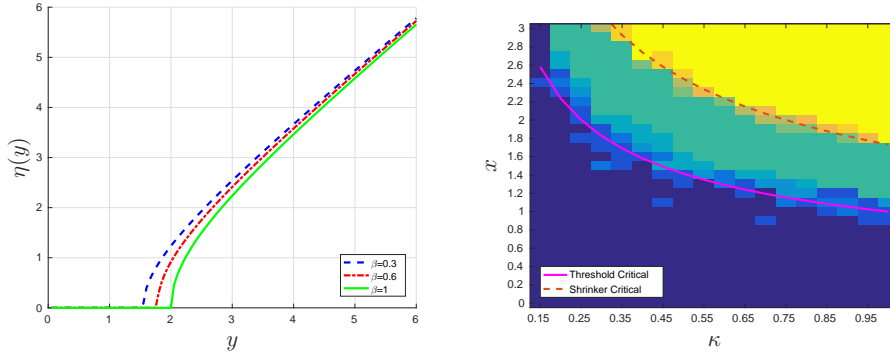 6
5
4
3
2
1
0
η(y)
0 1 2 3 4 5 6
y
β=0.3
β=0.6
β=1
3
2.8
2.6
2.4
2.2
2
1.8
1.6
1.4
1.2
1
0.8
0.6
0.4
0.2
0
x
0.15 0.25 0.35 0.45 0.55 0.65 0.75 0.85 0.95
κ
Threshold Critical
Shrinker Critical